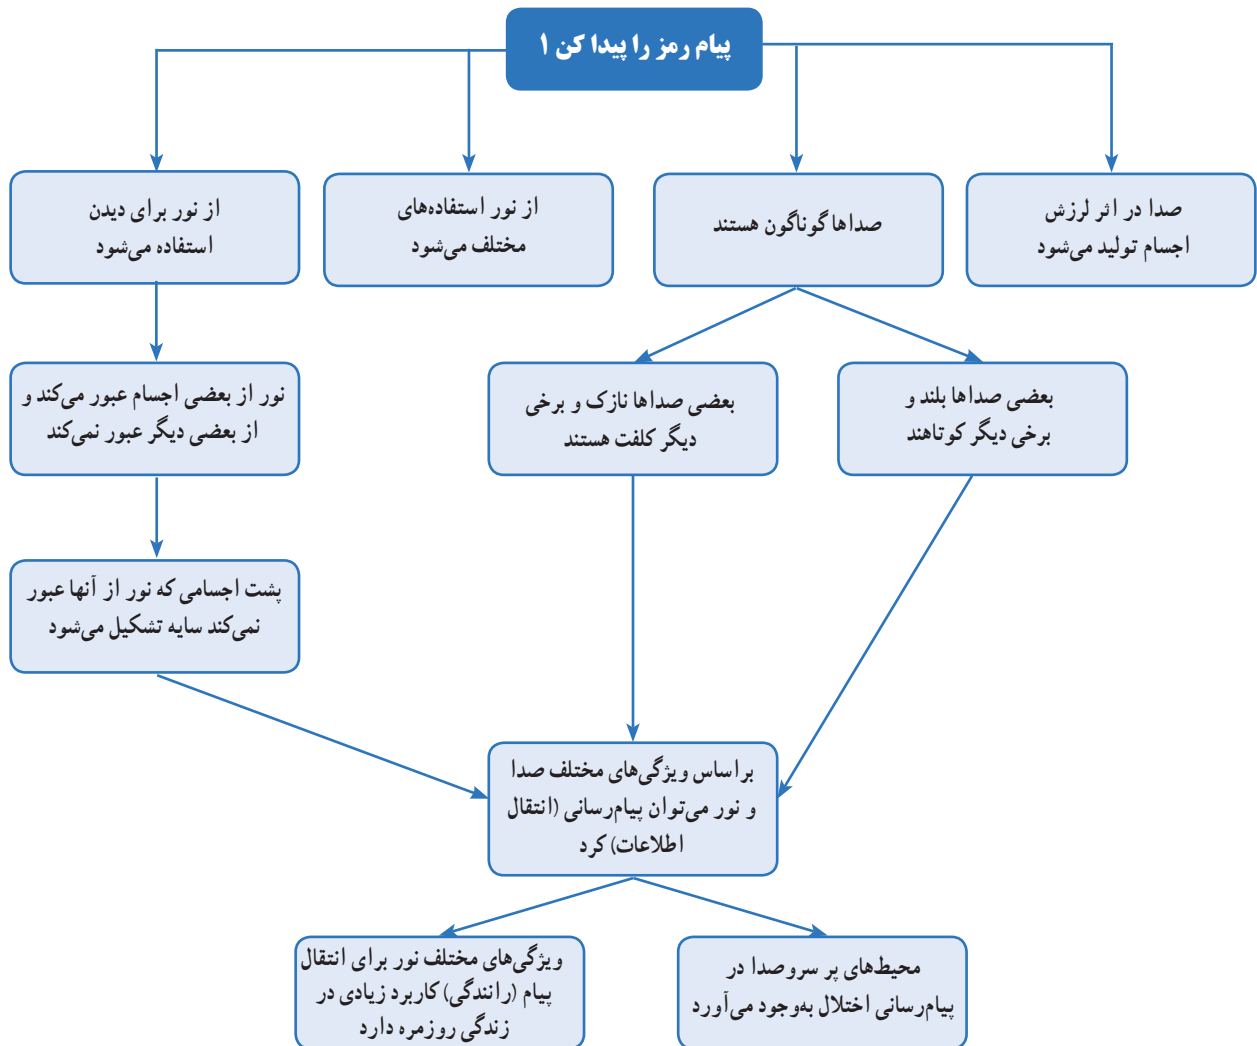 پیام رمز را پیدا کن ۱
صدا در اثر لرزش
اجسام تولید می‌شود
صداها گوناگون هستند
از نور استفاده‌های
مختلف می‌شود
از نور برای دیدن
استفاده می‌شود
بعضی صداها بلند و
برخی دیگر کوتاهند
بعضی صداها نازک و برخی
دیگر کلفت هستند
نور از بعضی اجسام عبور می‌کند و
از بعضی دیگر عبور نمی‌کند
پشت اجسامی که نور از آنها عبور
نمی‌کند سایه تشکیل می‌شود
براساس ویژگی‌های مختلف صدا
و نور می‌توان پیام‌رسانی (انتقال
اطلاعات) کرد
محیط‌های پر سروصدا در
پیام‌رسانی اختلال به‌وجود می‌آورد
ویژگی‌های مختلف نور برای انتقال
پیام (رانندگی) کاربرد زیادی در
زندگی روزمره دارد